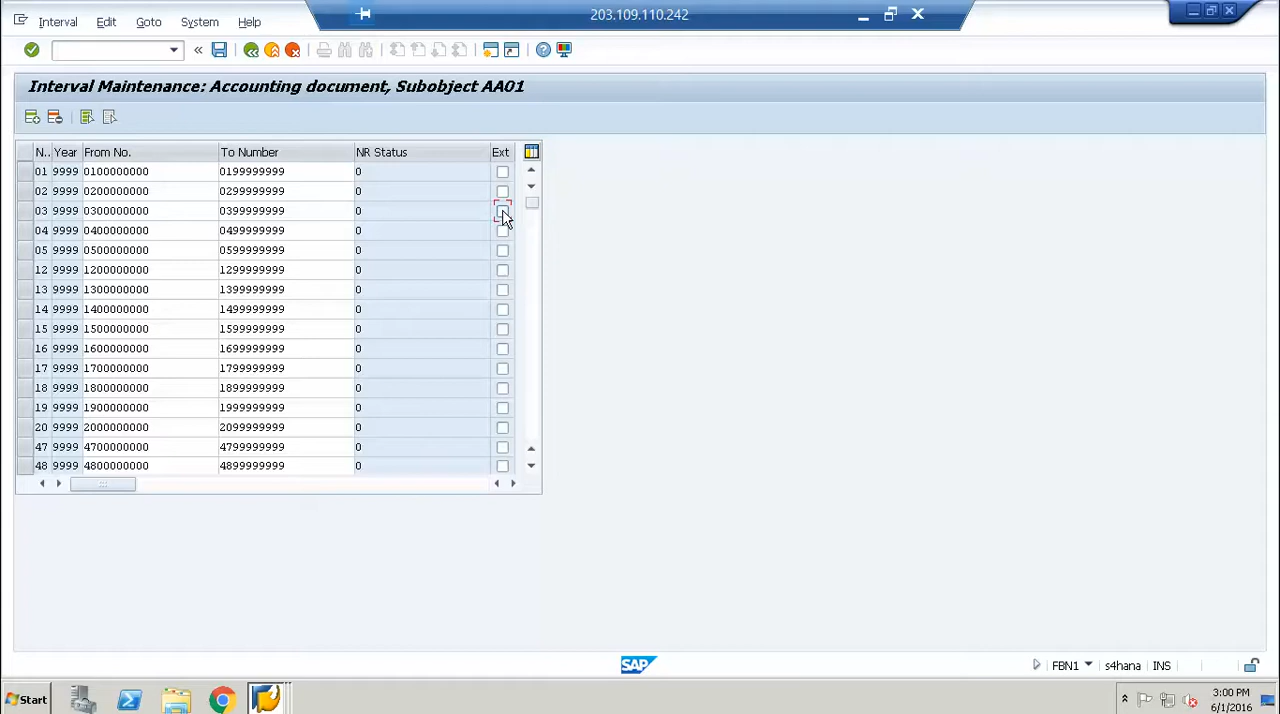 203.109.110.242
Interval Edit Goto System Help
Interval Maintenance: Accounting document, Subobject AA01
N.. Year From No. To Number NR Status Ext
01 9999 0100000000 0199999999 0
02 9999 0200000000 0299999999 0
03 9999 0300000000 0399999999 0
04 9999 0400000000 0499999999 0
05 9999 0500000000 0599999999 0
12 9999 1200000000 1299999999 0
13 9999 1300000000 1399999999 0
14 9999 1400000000 1499999999 0
15 9999 1500000000 1599999999 0
16 9999 1600000000 1699999999 0
17 9999 1700000000 1799999999 0
18 9999 1800000000 1899999999 0
19 9999 1900000000 1999999999 0
20 9999 2000000000 2099999999 0
47 9999 4700000000 4799999999 0
48 9999 4800000000 4899999999 0
SAP
FBN1 s4hana INS
Start
3:00 PM
6/1/2016